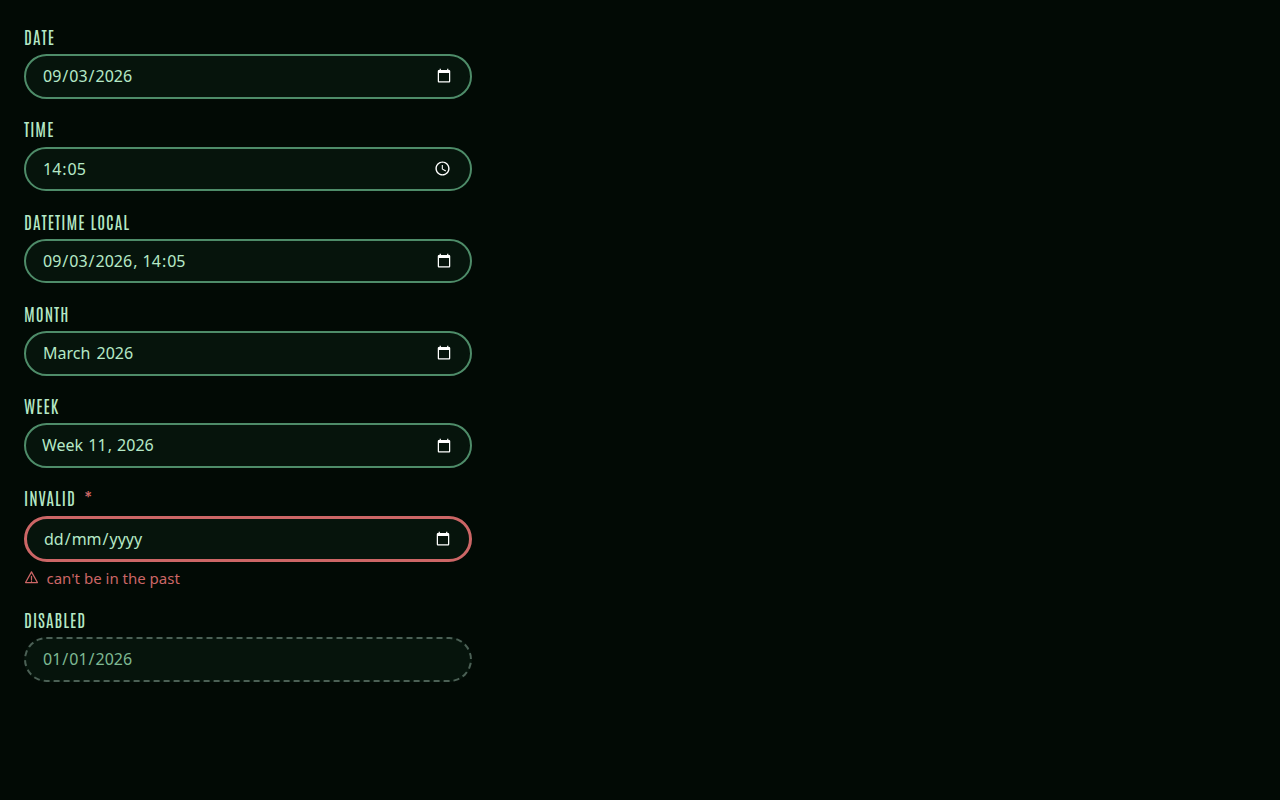 DATE
09/03/2026
TIME
14:05
DATETIME LOCAL
09/03/2026, 14:05
MONTH
March 2026
WEEK
Week 11, 2026
INVALID *
dd/mm/yyyy
can't be in the past
DISABLED
01/01/2026